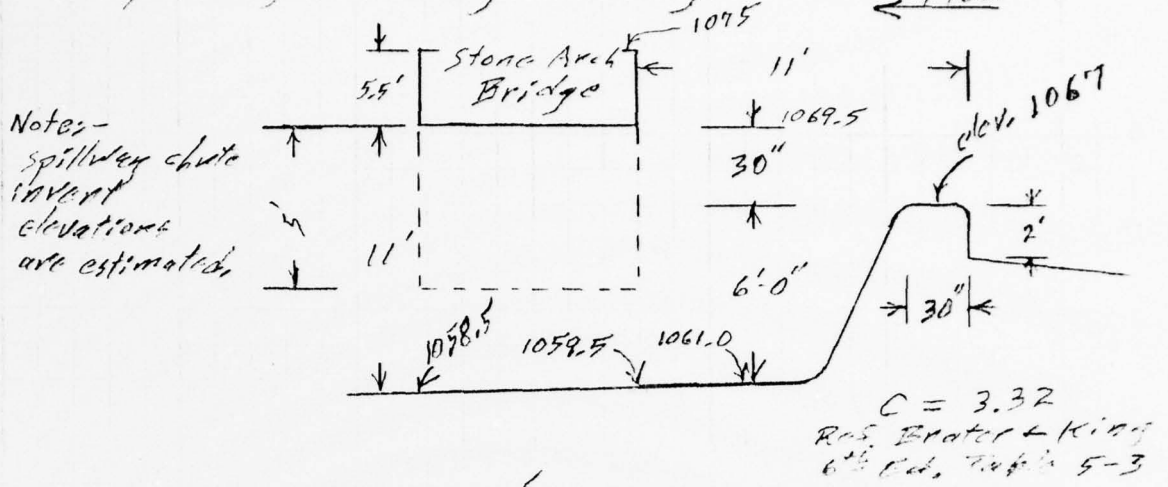 1075
Stone Arch
Bridge
5.5'
11'
1069.5
elev. 1067
Note:-
spillway chute
invert
elevations
are estimated.
30"
2'
11'
6'-0"
30"
1058.5
1059.5
1061.0
C = 3.32
Ref. Brater & King
6th Ed, Table 5-3